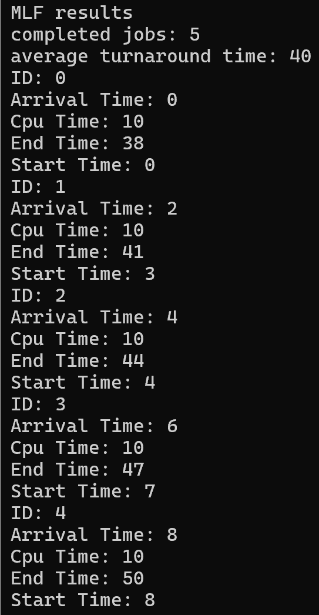 MLF results
completed jobs: 5
average turnaround time: 40
ID: 0
Arrival Time: 0
Cpu Time: 10
End Time: 38
Start Time: 0
ID: 1
Arrival Time: 2
Cpu Time: 10
End Time: 41
Start Time: 3
ID: 2
Arrival Time: 4
Cpu Time: 10
End Time: 44
Start Time: 4
ID: 3
Arrival Time: 6
Cpu Time: 10
End Time: 47
Start Time: 7
ID: 4
Arrival Time: 8
Cpu Time: 10
End Time: 50
Start Time: 8